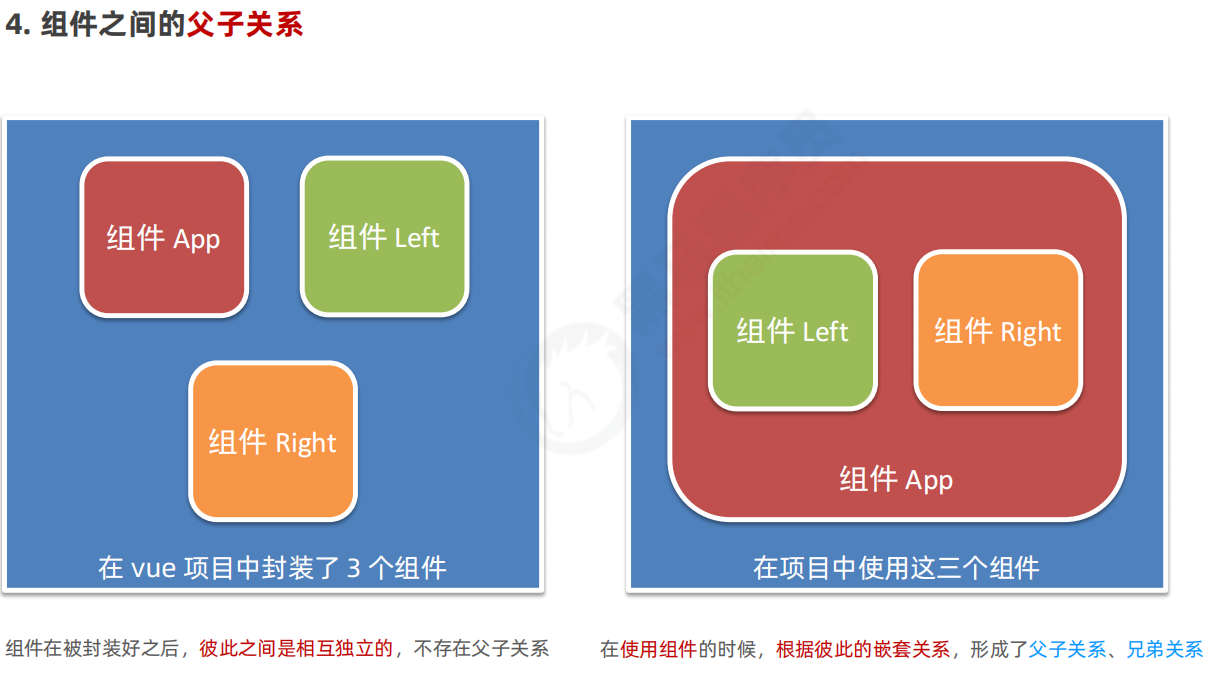 4. 组件之间的父子关系
组件 App
组件 Left
组件 Right
在 vue 项目中封装了 3 个组件
组件 Left
组件 Right
组件 App
在项目中使用这三个组件
组件在被封装好之后，彼此之间是相互独立的，不存在父子关系
在使用组件的时候，根据彼此的嵌套关系，形成了父子关系、兄弟关系